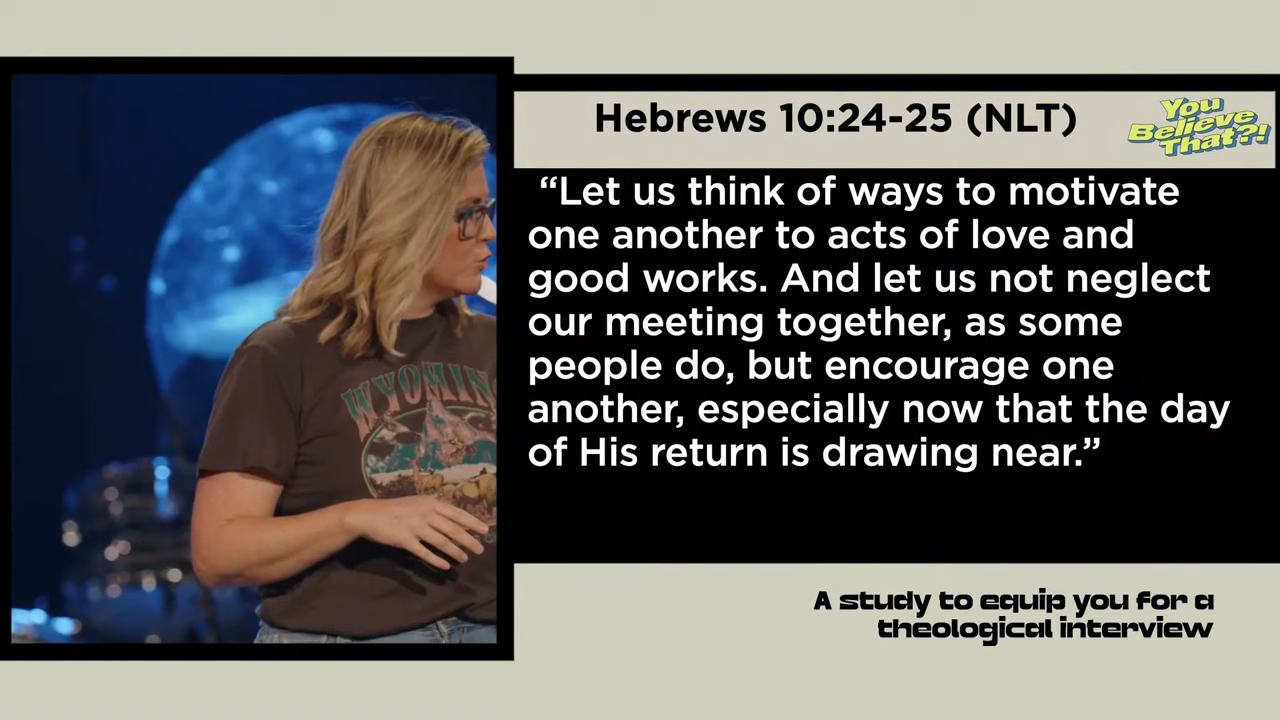 Hebrews 10:24-25 (NLT)
You
Believe
That?!
“Let us think of ways to motivate
one another to acts of love and
good works. And let us not neglect
our meeting together, as some
people do, but encourage one
another, especially now that the day
of His return is drawing near.”
WYOMIN
A study to equip you for a
theological interview